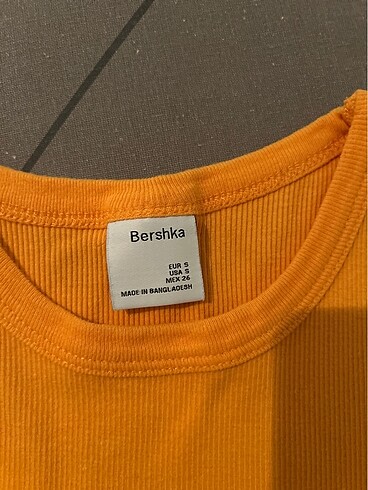 Bershka
EUR S
USA S
MEX 26
MADE IN BANGLADESH